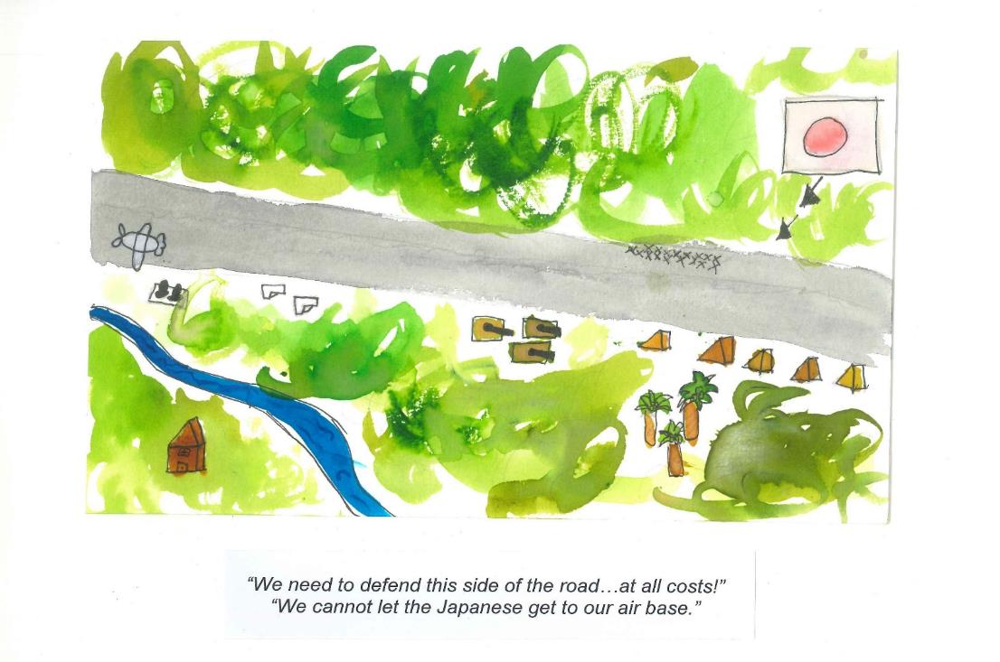 “We need to defend this side of the road…at all costs!”
“We cannot let the Japanese get to our air base.”